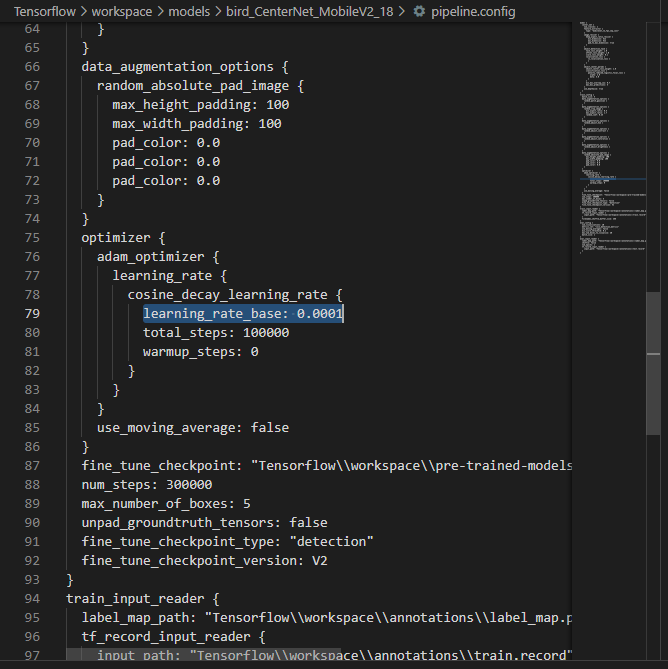 Tensorflow > workspace > models > bird_CenterNet_MobileV2_18 > pipeline.config
64 }
65 }
66 data_augmentation_options {
67 random_absolute_pad_image {
68 max_height_padding: 100
69 max_width_padding: 100
70 pad_color: 0.0
71 pad_color: 0.0
72 pad_color: 0.0
73 }
74 }
75 optimizer {
76 adam_optimizer {
77 learning_rate {
78 cosine_decay_learning_rate {
79 learning_rate_base: 0.0001
80 total_steps: 100000
81 warmup_steps: 0
82 }
83 }
84 }
85 use_moving_average: false
86 }
87 fine_tune_checkpoint: "Tensorflow\\workspace\\pre-trained-models
88 num_steps: 300000
89 max_number_of_boxes: 5
90 unpad_groundtruth_tensors: false
91 fine_tune_checkpoint_type: "detection"
92 fine_tune_checkpoint_version: V2
93 }
94 train_input_reader {
95 label_map_path: "Tensorflow\\workspace\\annotations\\label_map.p
96 tf_record_input_reader {
97 input_path: "Tensorflow\\workspace\\annotations\\train.record"